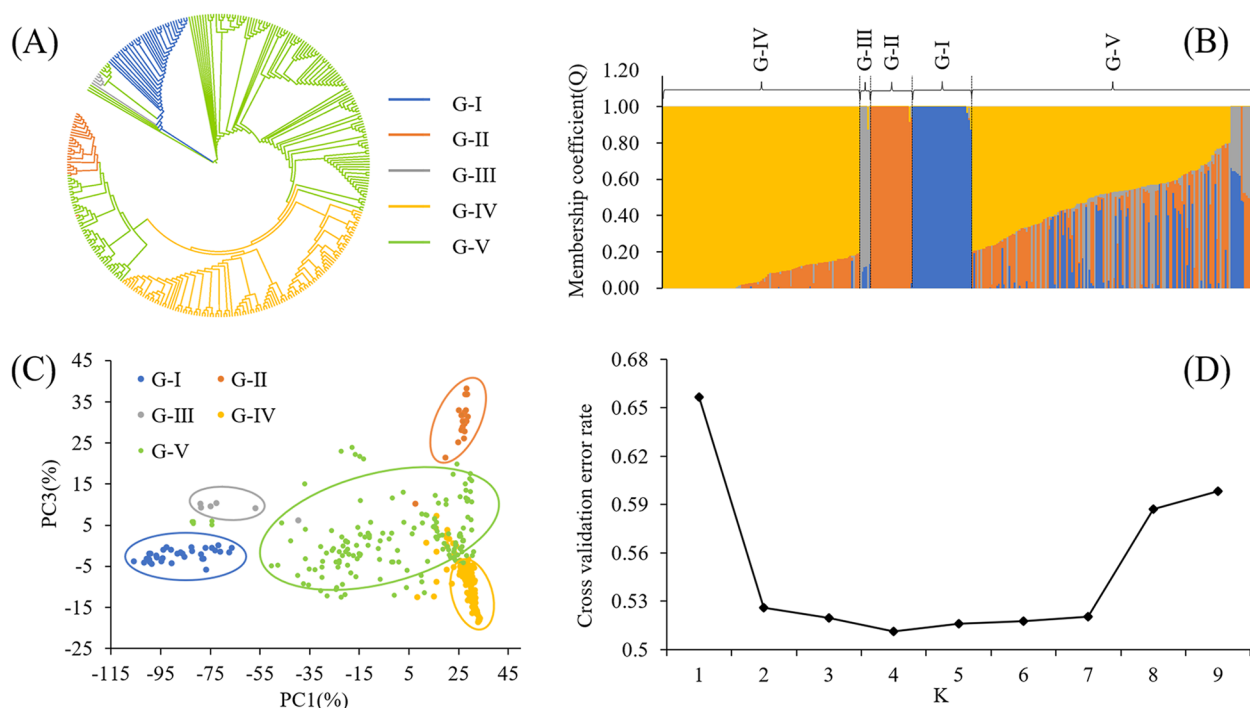 (A)
G-I
G-II
G-III
G-IV
G-V
(B)
G-IV
G-III
G-II
G-I
G-V
Membership coefficient(Q)
1.20
1.00
0.80
0.60
0.40
0.20
0.00
(C)
G-I
G-II
G-III
G-IV
G-V
PC3(%)
45
35
25
15
5
-5
-15
-25
-115 -95 -75 -55 -35 -15 5 25 45
PC1(%)
(D)
Cross validation error rate
0.68
0.65
0.62
0.59
0.56
0.53
0.5
1 2 3 4 5 6 7 8 9
K